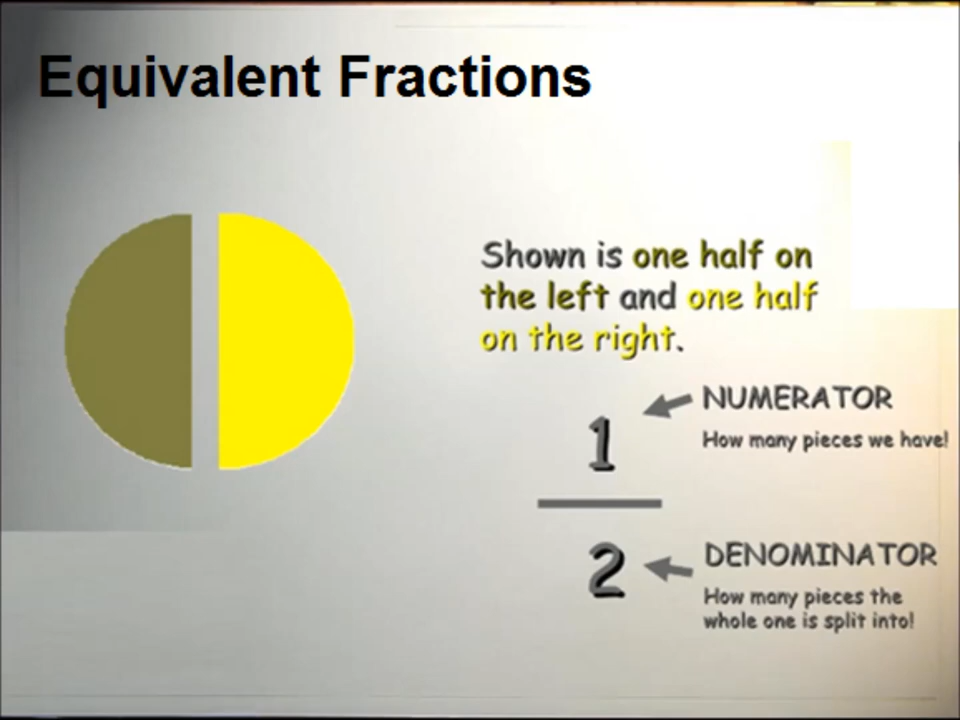 Equivalent Fractions
Shown is one half on
the left and one half
on the right.
NUMERATOR
How many pieces we have!
1
2
DENOMINATOR
How many pieces the
whole one is split into!